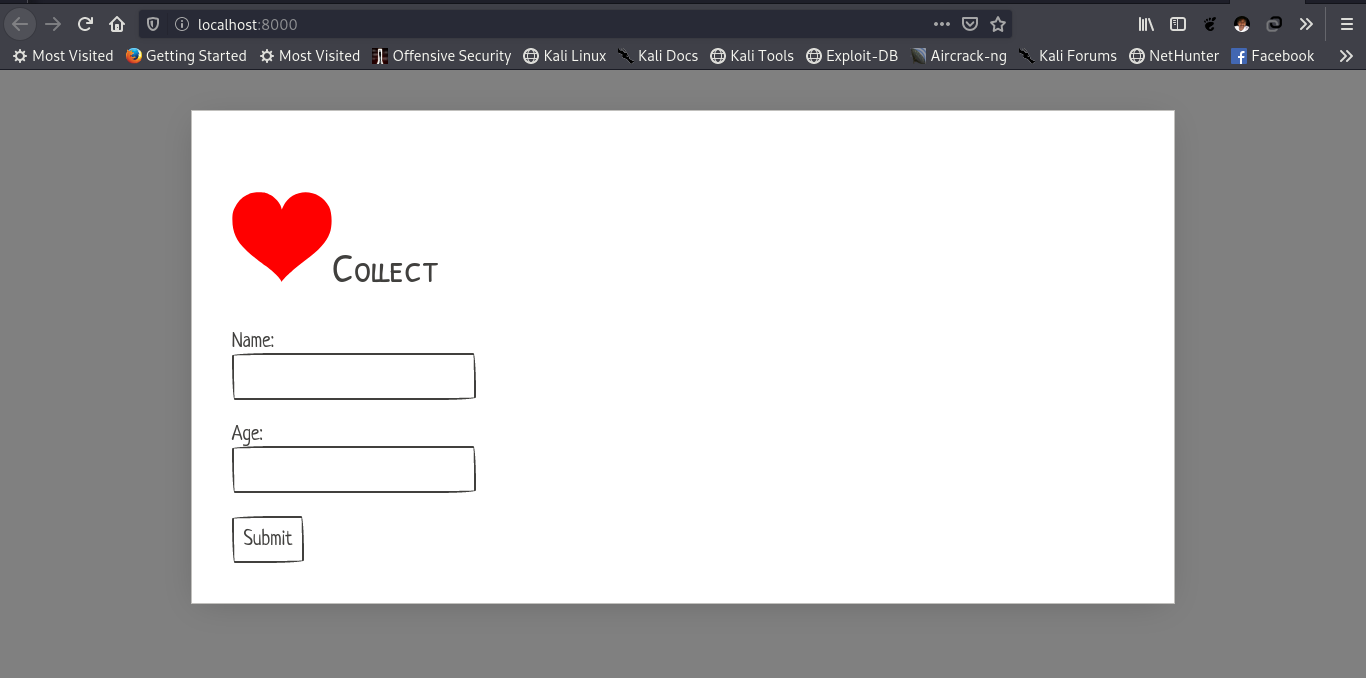 localhost:8000
Most Visited Getting Started Most Visited Offensive Security Kali Linux Kali Docs Kali Tools Exploit-DB Aircrack-ng Kali Forums NetHunter Facebook
Collect
Name:
Age:
Submit